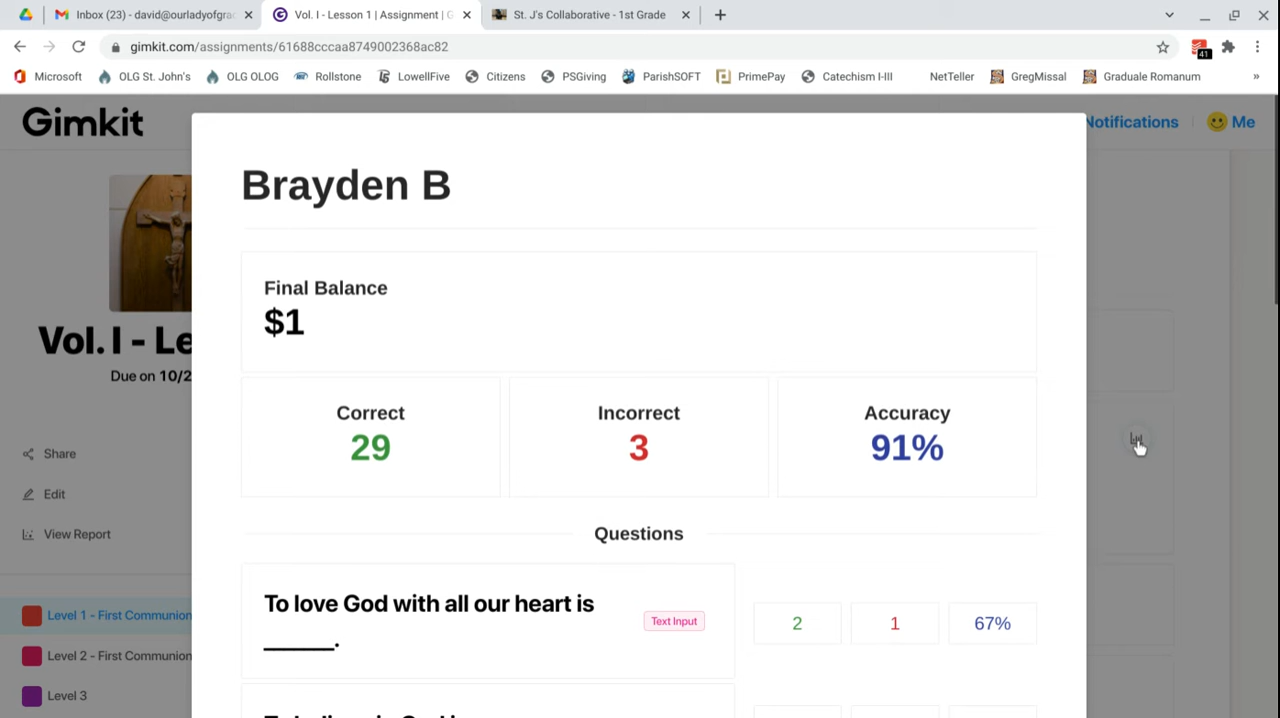 Inbox (23) - david@ourladyofgra
Vol. I - Lesson 1 | Assignment | G
St. J's Collaborative - 1st Grade
gimkit.com/assignments/61688cccaa8749002368ac82
41
Microsoft
OLG St. John's
OLG OLOG
Rollstone
LowellFive
Citizens
PSGiving
ParishSOFT
PrimePay
Catechism I-III
NetTeller
GregMissal
Graduale Romanum
»
Gimkit
Notifications
Me
Brayden B
Final Balance
$1
Vol. I - Le
Due on 10/2
Correct
29
Incorrect
3
Accuracy
91%
Share
Edit
View Report
Questions
To love God with all our heart is
______.
Text Input
2
1
67%
Level 1 - First Communion
Level 2 - First Communion
Level 3